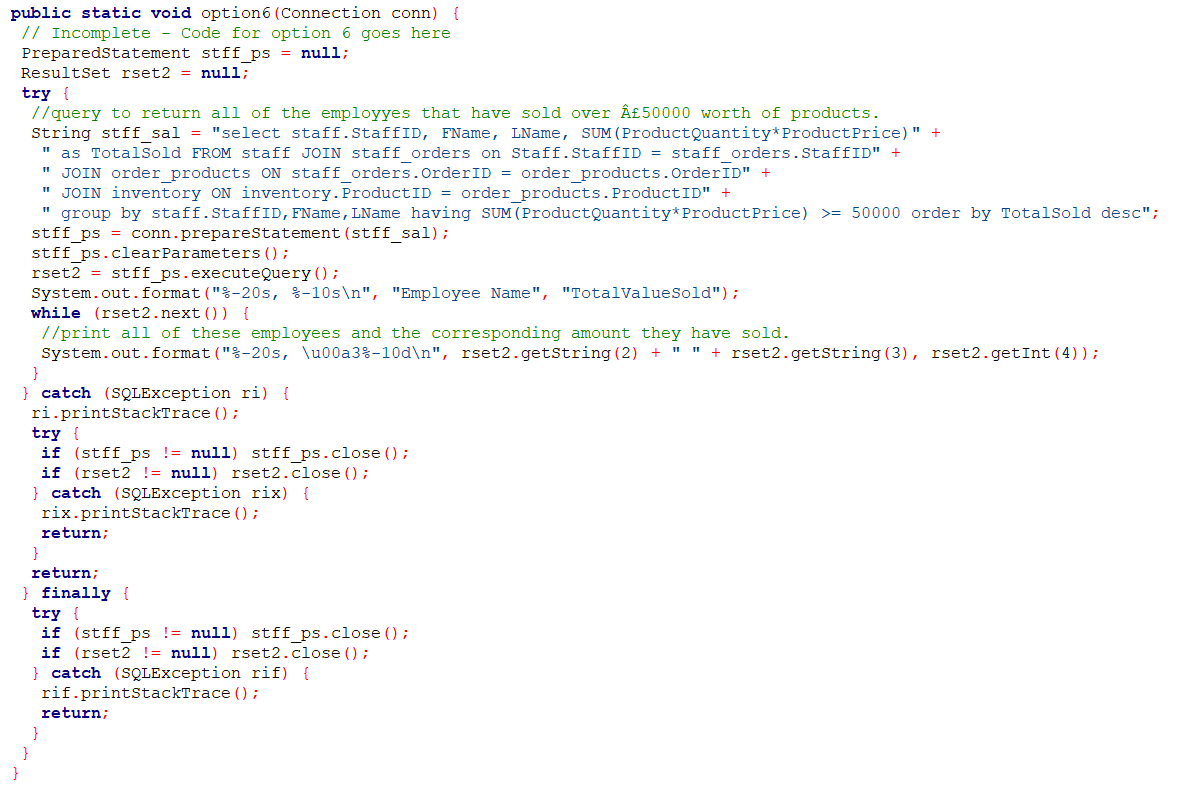 public static void option6(Connection conn) {
// Incomplete - Code for option 6 goes here
PreparedStatement stff_ps = null;
ResultSet rset2 = null;
try {
//query to return all of the employyes that have sold over Â£50000 worth of products.
String stff_sal = "select staff.StaffID, FName, LName, SUM(ProductQuantity*ProductPrice)" +
" as TotalSold FROM staff JOIN staff_orders on Staff.StaffID = staff_orders.StaffID" +
" JOIN order_products ON staff_orders.OrderID = order_products.OrderID" +
" JOIN inventory ON inventory.ProductID = order_products.ProductID" +
" group by staff.StaffID,FName,LName having SUM(ProductQuantity*ProductPrice) >= 50000 order by TotalSold desc";
stff_ps = conn.prepareStatement(stff_sal);
stff_ps.clearParameters();
rset2 = stff_ps.executeQuery();
System.out.format("%-20s, %-10s\n", "Employee Name", "TotalValueSold");
while (rset2.next()) {
//print all of these employees and the corresponding amount they have sold.
System.out.format("%-20s, \u00a3%-10d\n", rset2.getString(2) + " " + rset2.getString(3), rset2.getInt(4));
}
} catch (SQLException ri) {
ri.printStackTrace();
try {
if (stff_ps != null) stff_ps.close();
if (rset2 != null) rset2.close();
} catch (SQLException rix) {
rix.printStackTrace();
return;
}
return;
} finally {
try {
if (stff_ps != null) stff_ps.close();
if (rset2 != null) rset2.close();
} catch (SQLException rif) {
rif.printStackTrace();
return;
}
}
}